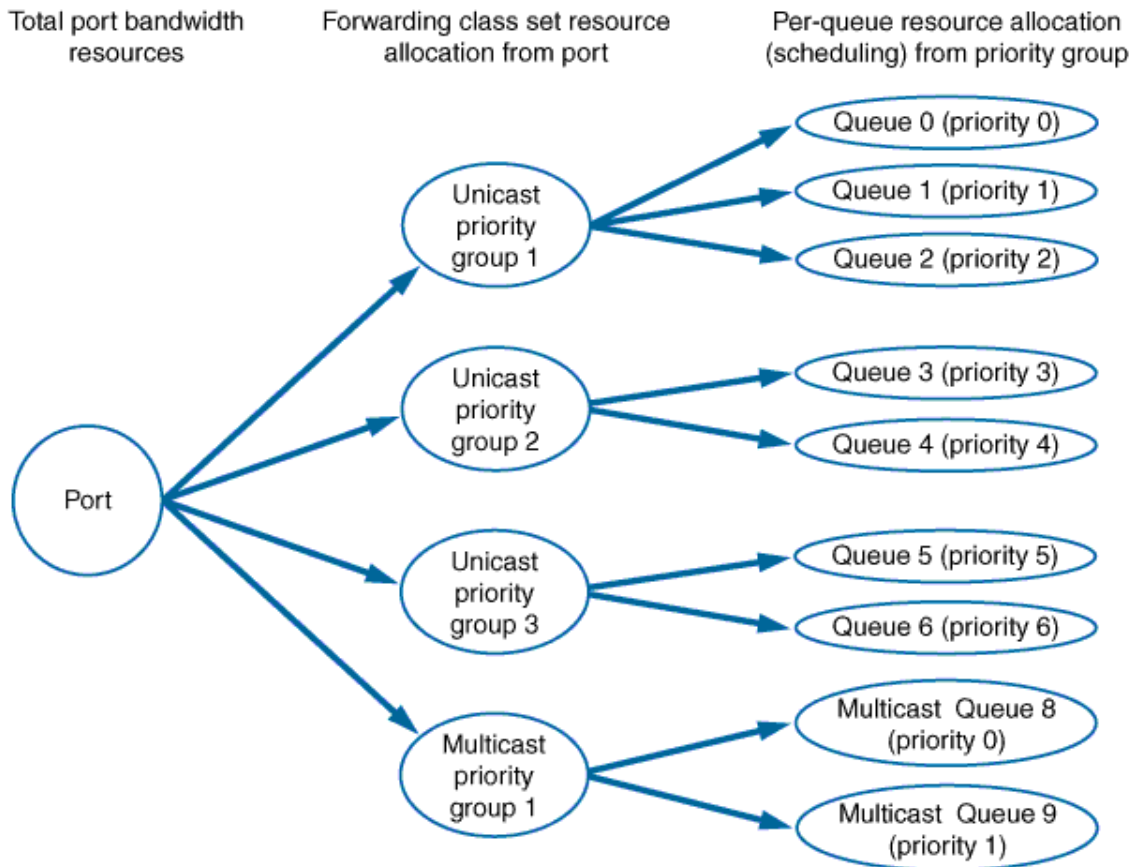 Total port bandwidth
resources
Forwarding class set resource
allocation from port
Per-queue resource allocation
(scheduling) from priority group
Port
Unicast
priority
group 1
Queue 0 (priority 0)
Queue 1 (priority 1)
Queue 2 (priority 2)
Unicast
priority
group 2
Queue 3 (priority 3)
Queue 4 (priority 4)
Unicast
priority
group 3
Queue 5 (priority 5)
Queue 6 (priority 6)
Multicast
priority
group 1
Multicast Queue 8
(priority 0)
Multicast Queue 9
(priority 1)